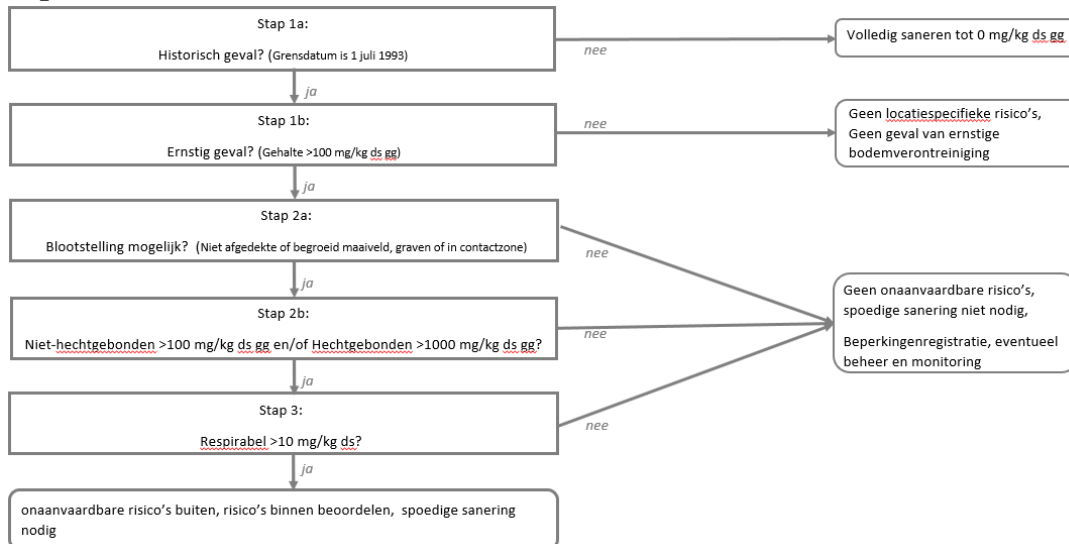 Stap 1a:
Historisch geval? (Grensdatum is 1 juli 1993)
nee
Volledig saneren tot 0 mg/kg ds gg
ja
Stap 1b:
Ernstig geval? (Gehalte >100 mg/kg ds gg)
nee
Geen locatiespecifieke risico's,
Geen geval van ernstige
bodemverontreiniging
ja
Stap 2a:
Blootstelling mogelijk? (Niet afgedekte of begroeid maaiveld, graven of in contactzone)
nee
ja
Stap 2b:
Niet-hechtgebonden >100 mg/kg ds gg en/of Hechtgebonden >1000 mg/kg ds gg?
nee
Geen onaanvaardbare risico's,
spoedige sanering niet nodig,
Beperkingenregistratie, eventueel
beheer en monitoring
ja
Stap 3:
Respirabel >10 mg/kg ds?
nee
ja
onaanvaardbare risico's buiten, risico's binnen beoordelen, spoedige sanering
nodig